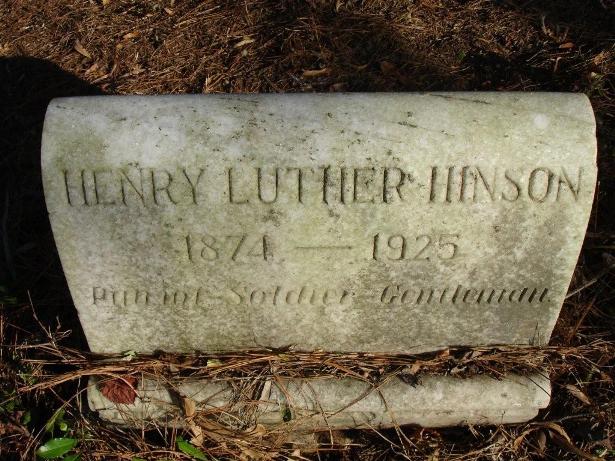 HENRY LUTHER HINSON
1874 — 1925
Patriot-Soldier-Gentleman.